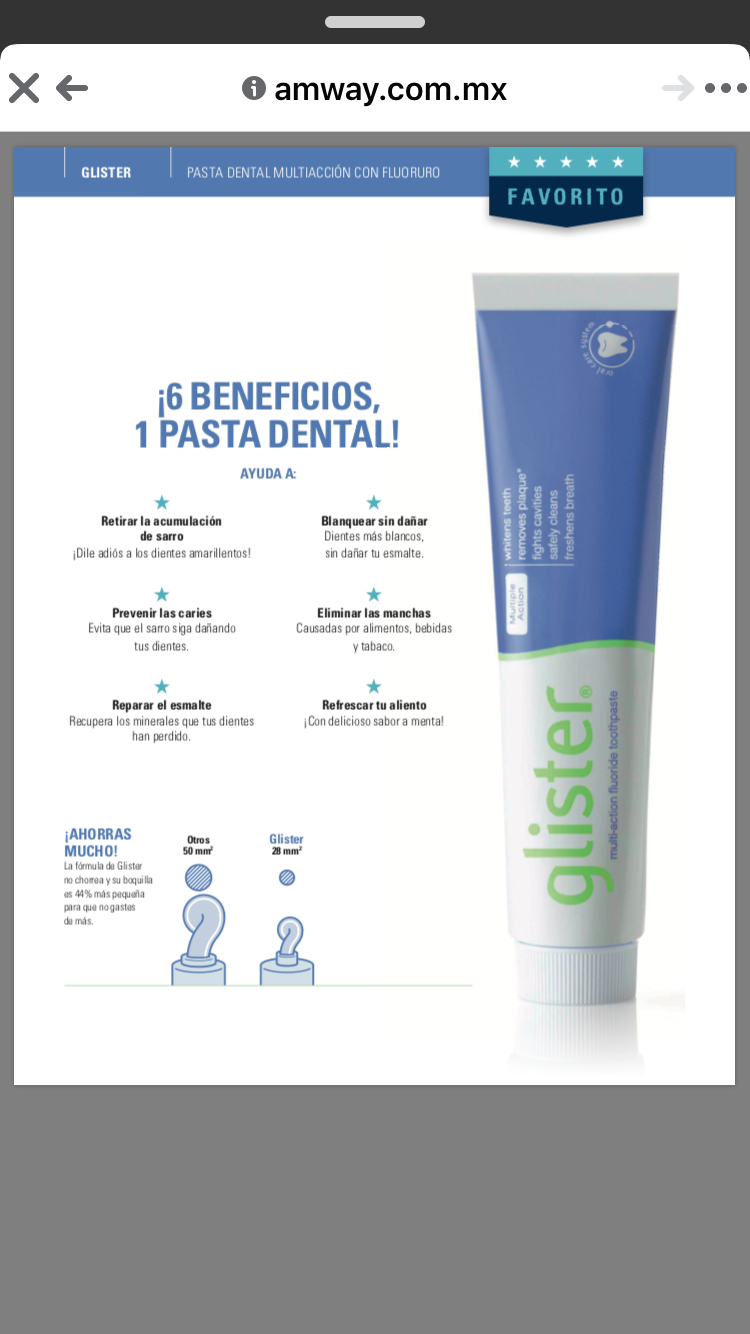 amway.com.mx
GLISTER
PASTA DENTAL MULTIACCIÓN CON FLUORURO
FAVORITO
¡6 BENEFICIOS,
1 PASTA DENTAL!
AYUDA A:
Retirar la acumulación
de sarro
¡Dile adiós a los dientes amarillentos!
Blanquear sin dañar
Dientes más blancos,
sin dañar tu esmalte.
Prevenir las caries
Evita que el sarro siga dañando
tus dientes.
Eliminar las manchas
Causadas por alimentos, bebidas
y tabaco.
Reparar el esmalte
Recupera los minerales que tus dientes
han perdido.
Refrescar tu aliento
¡Con delicioso sabor a menta!
¡AHORRAS
MUCHO!
La fórmula de Glister
no chorrea y su boquilla
es 44% más pequeña
para que no gastes
de más.
Otros
50 mm²
Glister
28 mm²
oral care system
Multiple
Action
whitens teeth
removes plaque*
fights cavities
safely cleans
freshens breath
glister®
multi-action fluoride toothpaste